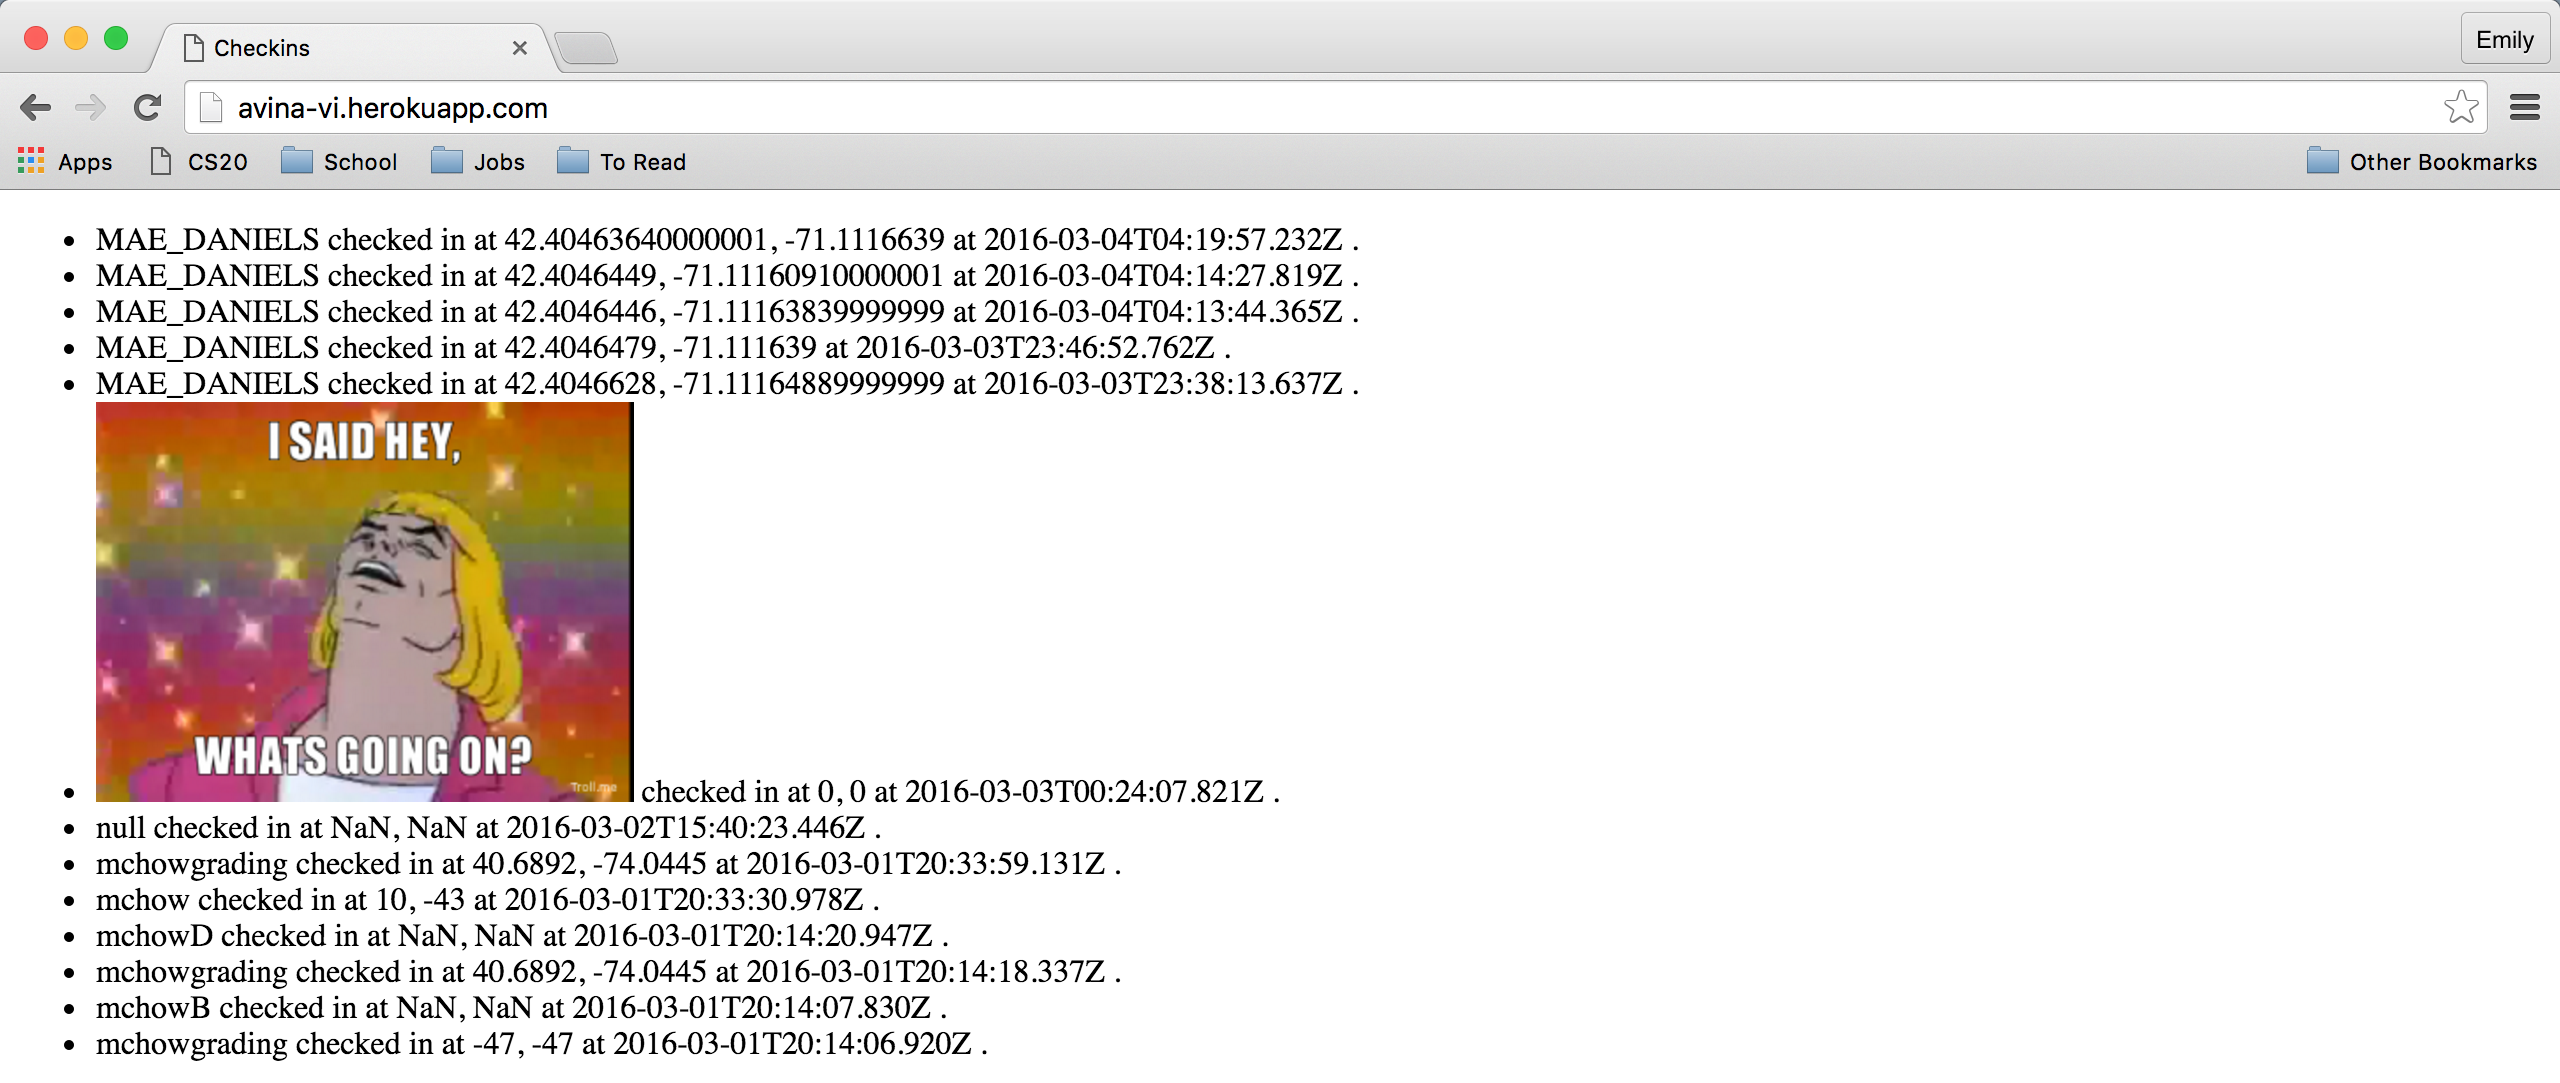 Checkins
Emily
avina-vi.herokuapp.com
Apps CS20 School Jobs To Read Other Bookmarks
MAE_DANIELS checked in at 42.40463640000001, -71.1116639 at 2016-03-04T04:19:57.232Z .
MAE_DANIELS checked in at 42.4046449, -71.11160910000001 at 2016-03-04T04:14:27.819Z .
MAE_DANIELS checked in at 42.4046446, -71.11163839999999 at 2016-03-04T04:13:44.365Z .
MAE_DANIELS checked in at 42.4046479, -71.111639 at 2016-03-03T23:46:52.762Z .
MAE_DANIELS checked in at 42.4046628, -71.11164889999999 at 2016-03-03T23:38:13.637Z .
I SAID HEY,
WHATS GOING ON?
Troll.me
checked in at 0, 0 at 2016-03-03T00:24:07.821Z .
null checked in at NaN, NaN at 2016-03-02T15:40:23.446Z .
mchowgrading checked in at 40.6892, -74.0445 at 2016-03-01T20:33:59.131Z .
mchow checked in at 10, -43 at 2016-03-01T20:33:30.978Z .
mchowD checked in at NaN, NaN at 2016-03-01T20:14:20.947Z .
mchowgrading checked in at 40.6892, -74.0445 at 2016-03-01T20:14:18.337Z .
mchowB checked in at NaN, NaN at 2016-03-01T20:14:07.830Z .
mchowgrading checked in at -47, -47 at 2016-03-01T20:14:06.920Z .